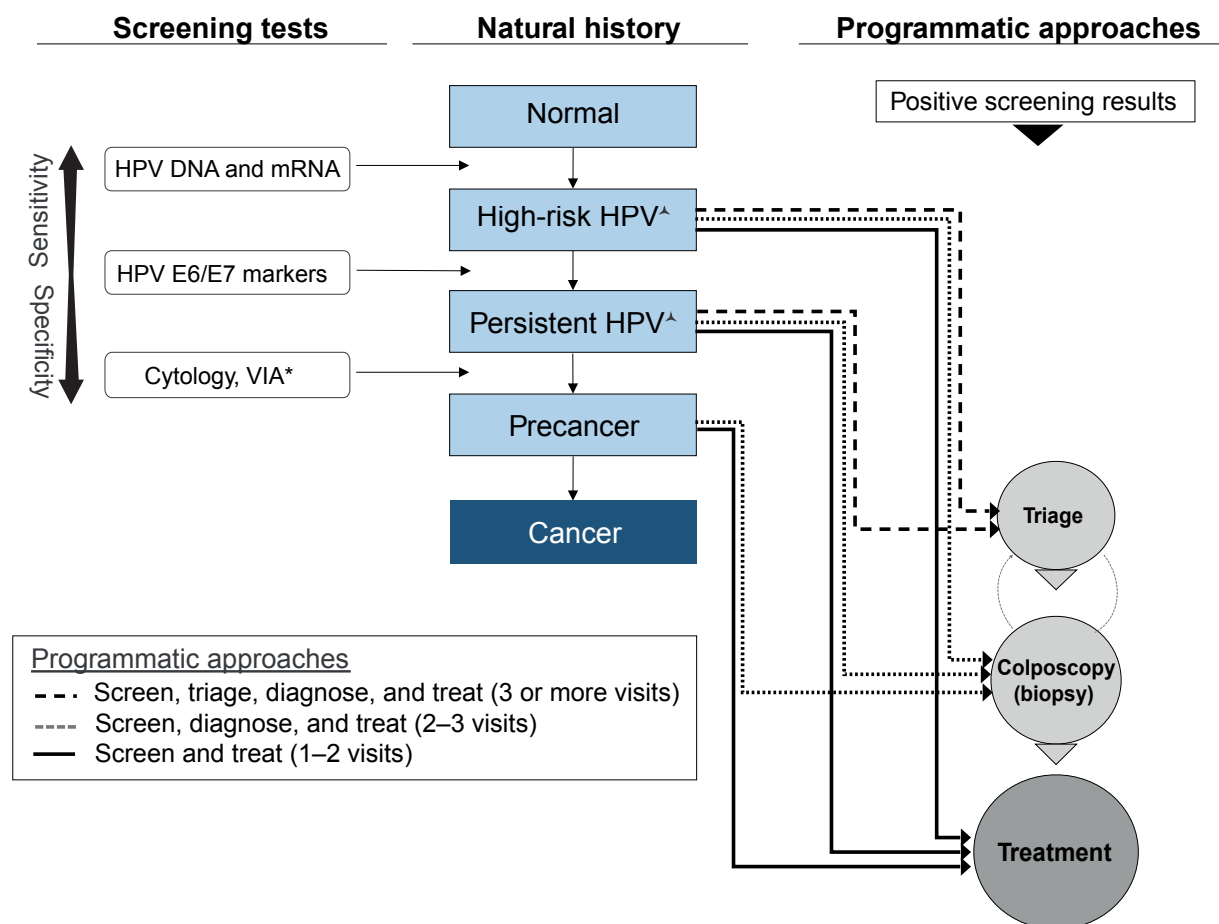 Screening tests
Natural history
Programmatic approaches
Positive screening results
Normal
HPV DNA and mRNA
High-risk HPV⅄
HPV E6/E7 markers
Persistent HPV⅄
Cytology, VIA*
Precancer
Cancer
Seusitivity
Specificity
Triage
Colposcopy
(biopsy)
Treatment
Programmatic approaches
Screen, triage, diagnose, and treat (3 or more visits)
Screen, diagnose, and treat (2–3 visits)
Screen and treat (1–2 visits)